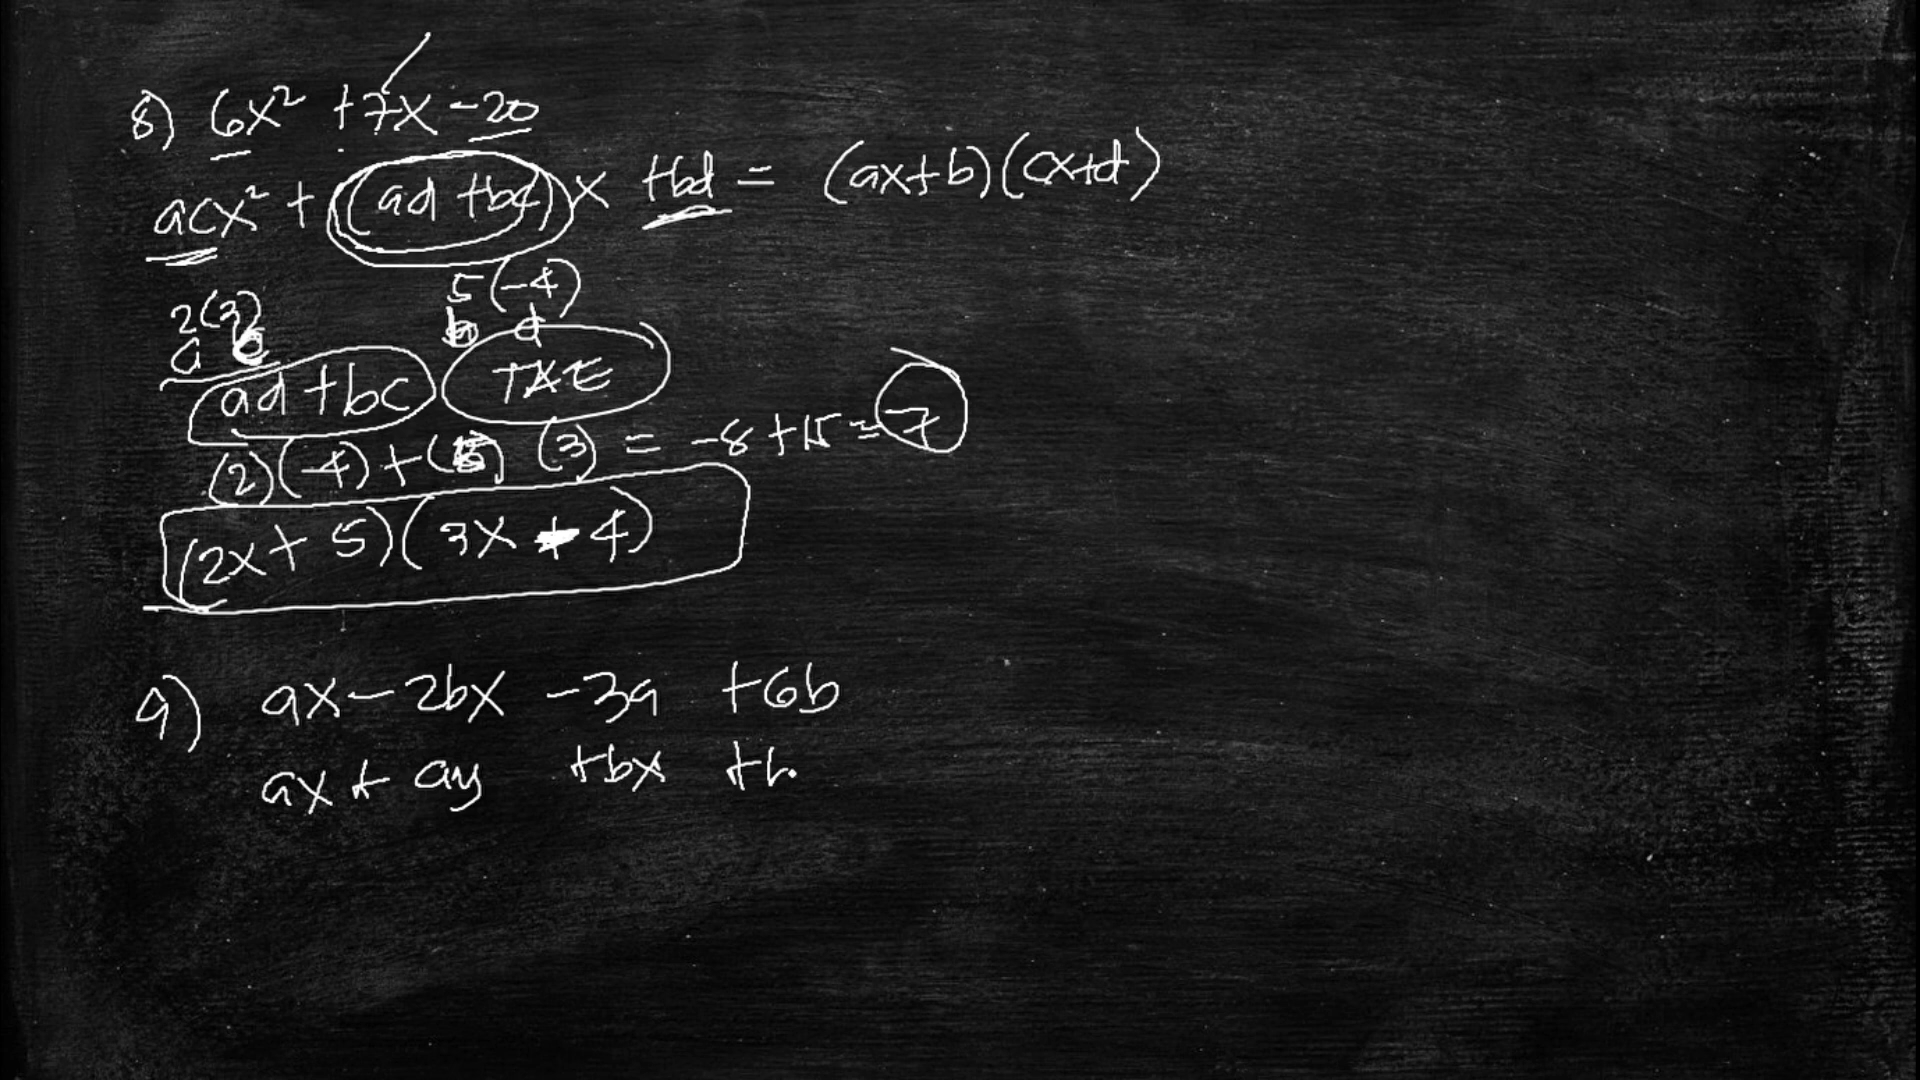 8) 6x² + 7x - 20
acx² + (ad + bc) x + bd = (ax+b)(cx+d)
2(3) 5(-4)
a c b d
ad + bc T&E
(2)(-4) + (5) (3) = -8 + 15 = 7
(2x + 5)(3x - 4)
9) ax - 2bx - 3a + 6b
ax + ay + bx + b